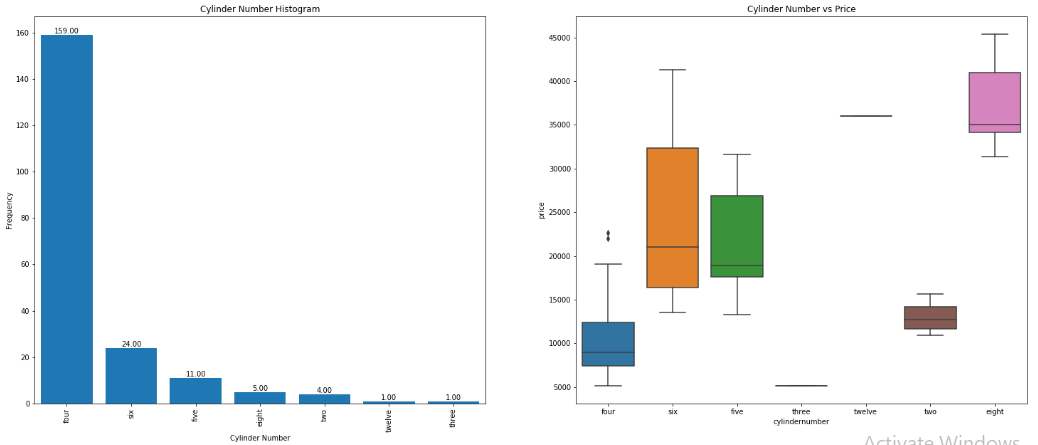 Cylinder Number Histogram
160
140
120
100
80
60
40
20
0
Frequency
159.00
24.00
11.00
5.00
4.00
1.00
1.00
four
six
five
eight
two
twelve
three
Cylinder Number
Cylinder Number vs Price
45000
40000
35000
30000
25000
20000
15000
10000
5000
price
four
six
five
three
twelve
two
eight
cylindernumber
Activate Windows